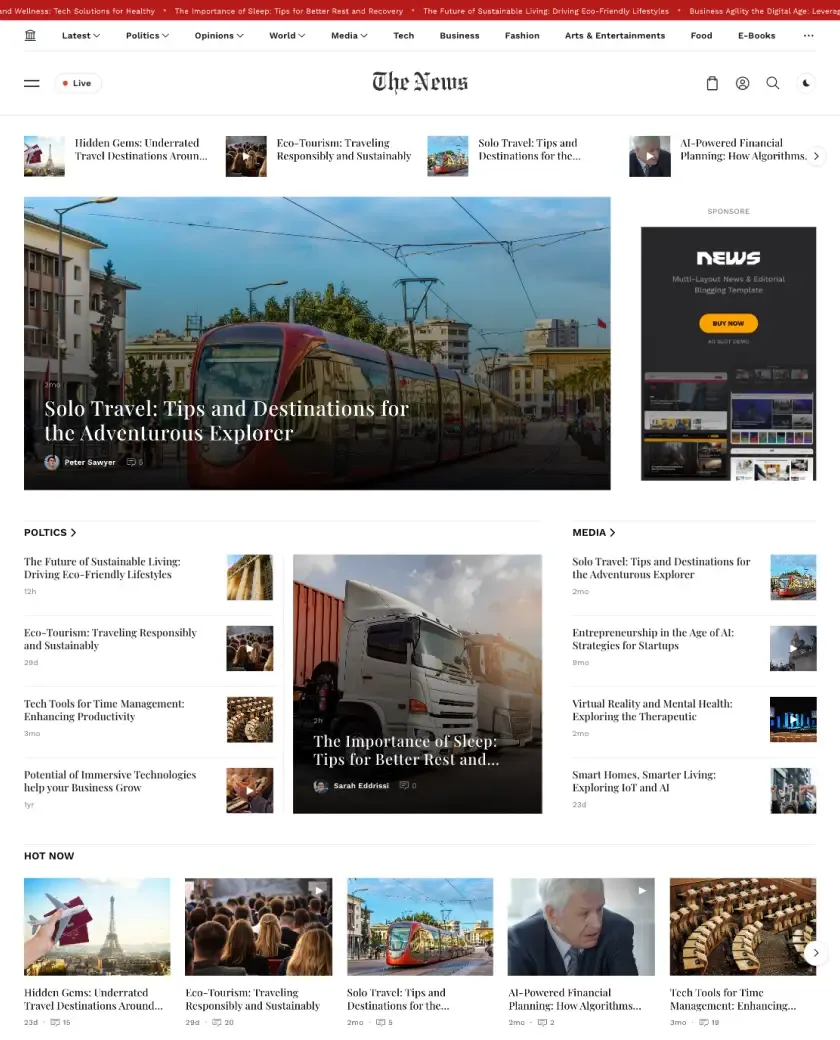 and Wellness: Tech Solutions for Healthy * The Importance of Sleep: Tips for Better Rest and Recovery * The Future of Sustainable Living: Driving Eco-Friendly Lifestyles * Business Agility the Digital Age: Leverag
Latest Politics Opinions World Media Tech Business Fashion Arts & Entertainments Food E-Books ...
Live
The News
Hidden Gems: Underrated
Travel Destinations Aroun...
Eco-Tourism: Traveling
Responsibly and Sustainably
Solo Travel: Tips and
Destinations for the...
AI-Powered Financial
Planning: How Algorithms.
2mo
Solo Travel: Tips and Destinations for
the Adventurous Explorer
Peter Sawyer 5
SPONSORE
NEWS
Multi-Layout News & Editorial
Blogging Template
BUY NOW
AD SLOT DEMO
POLTICS
The Future of Sustainable Living:
Driving Eco-Friendly Lifestyles
12h
Eco-Tourism: Traveling Responsibly
and Sustainably
29d
Tech Tools for Time Management:
Enhancing Productivity
3mo
Potential of Immersive Technologies
help your Business Grow
1yr
2h
The Importance of Sleep:
Tips for Better Rest and...
Sarah Eddrissi 0
MEDIA
Solo Travel: Tips and Destinations for
the Adventurous Explorer
2mo
Entrepreneurship in the Age of AI:
Strategies for Startups
9mo
Virtual Reality and Mental Health:
Exploring the Therapeutic
2mo
Smart Homes, Smarter Living:
Exploring IoT and AI
23d
HOT NOW
Hidden Gems: Underrated
Travel Destinations Around...
23d · 15
Eco-Tourism: Traveling
Responsibly and Sustainably
29d · 20
Solo Travel: Tips and
Destinations for the...
2mo · 5
AI-Powered Financial
Planning: How Algorithms...
2mo · 2
Tech Tools for Time
Management: Enhancing...
3mo · 19